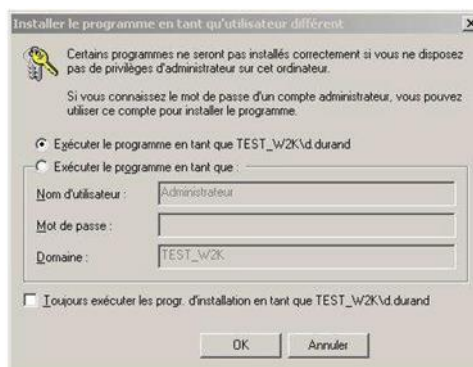 Installer le programme en tant qu'utilisateur différent
Certains programmes ne seront pas installés correctement si vous ne disposez
pas de privilèges d'administrateur sur cet ordinateur.
Si vous connaissez le mot de passe d'un compte administrateur, vous pouvez
utiliser ce compte pour installer le programme.
Exécuter le programme en tant que TEST_W2K\d.durand
Exécuter le programme en tant que :
Nom d'utilisateur : Administrateur
Mot de passe :
Domaine : TEST_W2K
Toujours exécuter les progr. d'installation en tant que TEST_W2K\d.durand
OK Annuler